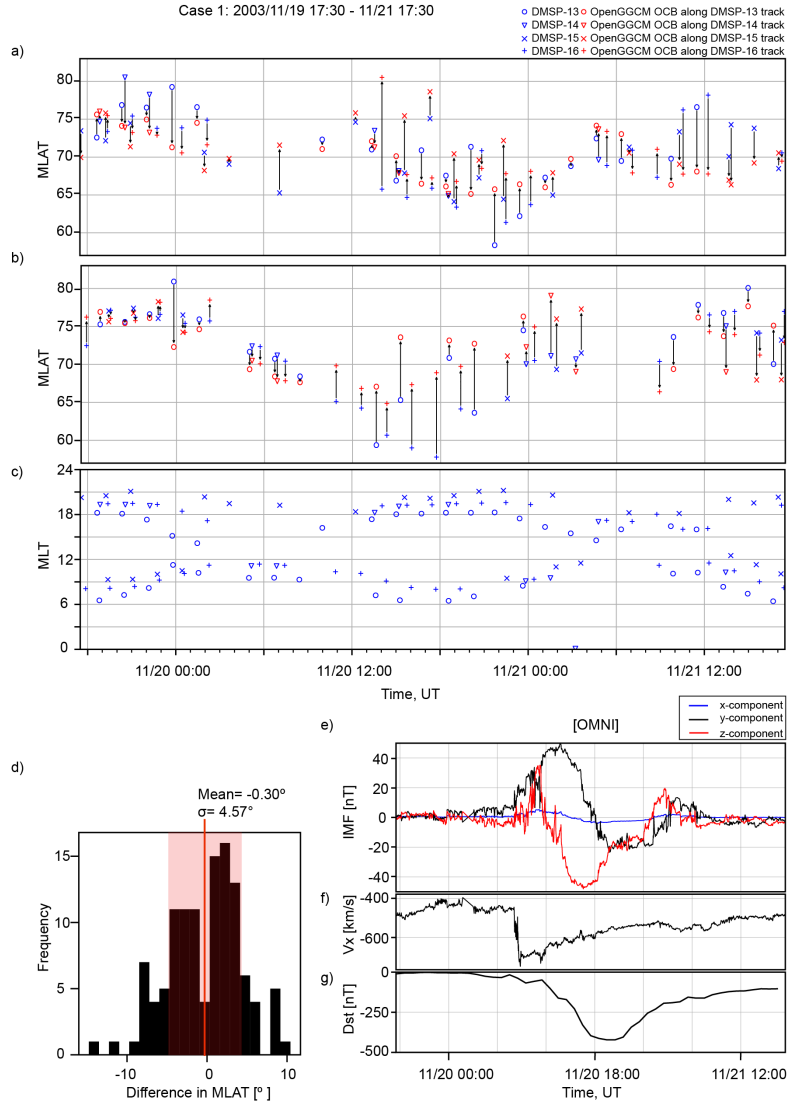 Case 1: 2003/11/19 17:30 - 11/21 17:30
DMSP-13 OpenGGCM OCB along DMSP-13 track
DMSP-14 OpenGGCM OCB along DMSP-14 track
DMSP-15 OpenGGCM OCB along DMSP-15 track
DMSP-16 OpenGGCM OCB along DMSP-16 track
a)
80
75
70
65
60
MLAT
b)
80
75
70
65
60
MLAT
c)
24
18
12
6
0
MLT
11/20 00:00 11/20 12:00 11/21 00:00 11/21 12:00
Time, UT
d)
Mean= -0.30º
σ= 4.57°
15
10
5
0
Frequency
-10 0 10
Difference in MLAT [º ]
x-component
y-component
z-component
e)
[OMNI]
40
20
0
-20
-40
IMF [nT]
f)
-400
-600
Vx [km/s]
g)
0
-250
-500
Dst [nT]
11/20 00:00 11/20 18:00 11/21 12:00
Time, UT